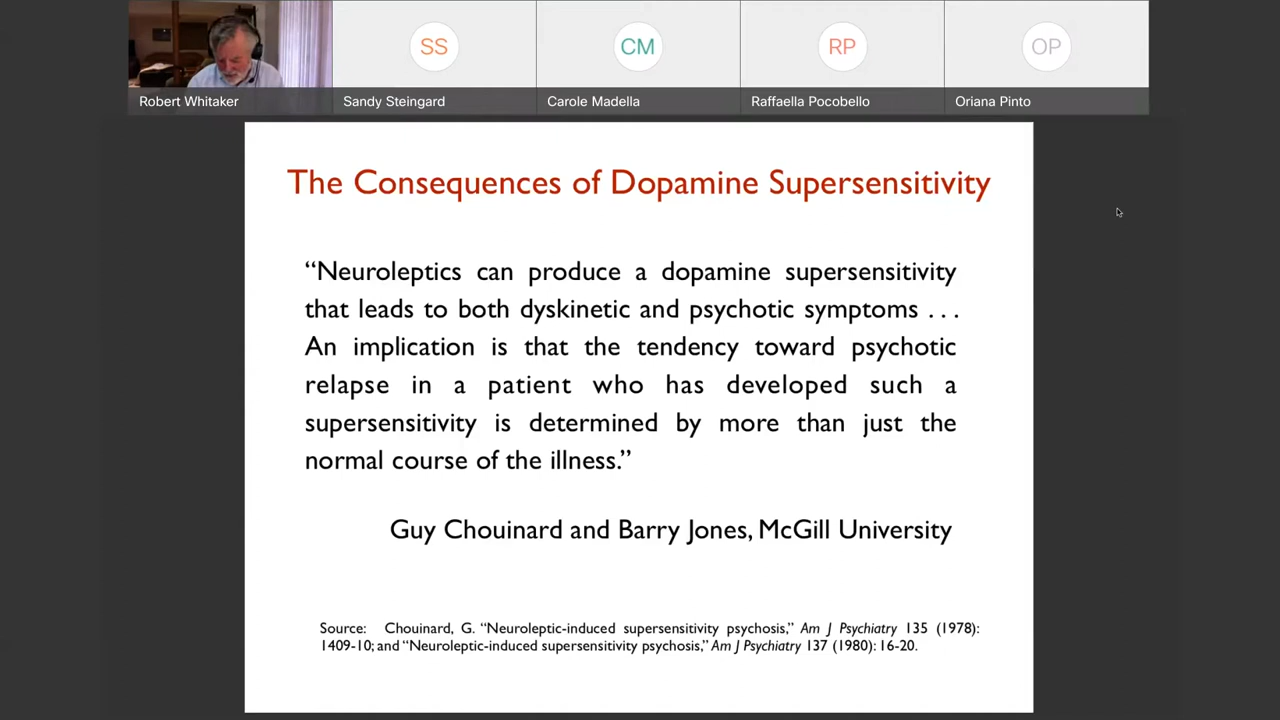 SS
CM
RP
OP
Robert Whitaker
Sandy Steingard
Carole Madella
Raffaella Pocobello
Oriana Pinto
The Consequences of Dopamine Supersensitivity
“Neuroleptics can produce a dopamine supersensitivity
that leads to both dyskinetic and psychotic symptoms . . .
An implication is that the tendency toward psychotic
relapse in a patient who has developed such a
supersensitivity is determined by more than just the
normal course of the illness.”
Guy Chouinard and Barry Jones, McGill University
Source: Chouinard, G. “Neuroleptic-induced supersensitivity psychosis,” Am J Psychiatry 135 (1978):
1409-10; and “Neuroleptic-induced supersensitivity psychosis,” Am J Psychiatry 137 (1980): 16-20.